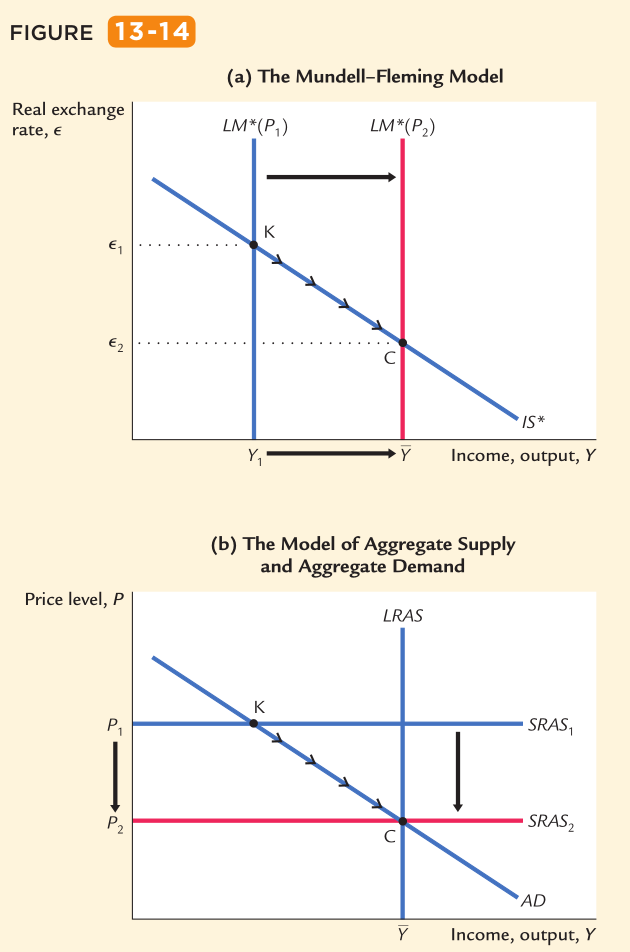 FIGURE 13-14
(a) The Mundell–Fleming Model
Real exchange
rate, ϵ
LM*(P₁)
LM*(P₂)
K
ϵ₁
ϵ₂
C
IS*
Y₁
Y̅
Income, output, Y
(b) The Model of Aggregate Supply
and Aggregate Demand
Price level, P
LRAS
K
P₁
SRAS₁
P₂
SRAS₂
C
AD
Y̅
Income, output, Y